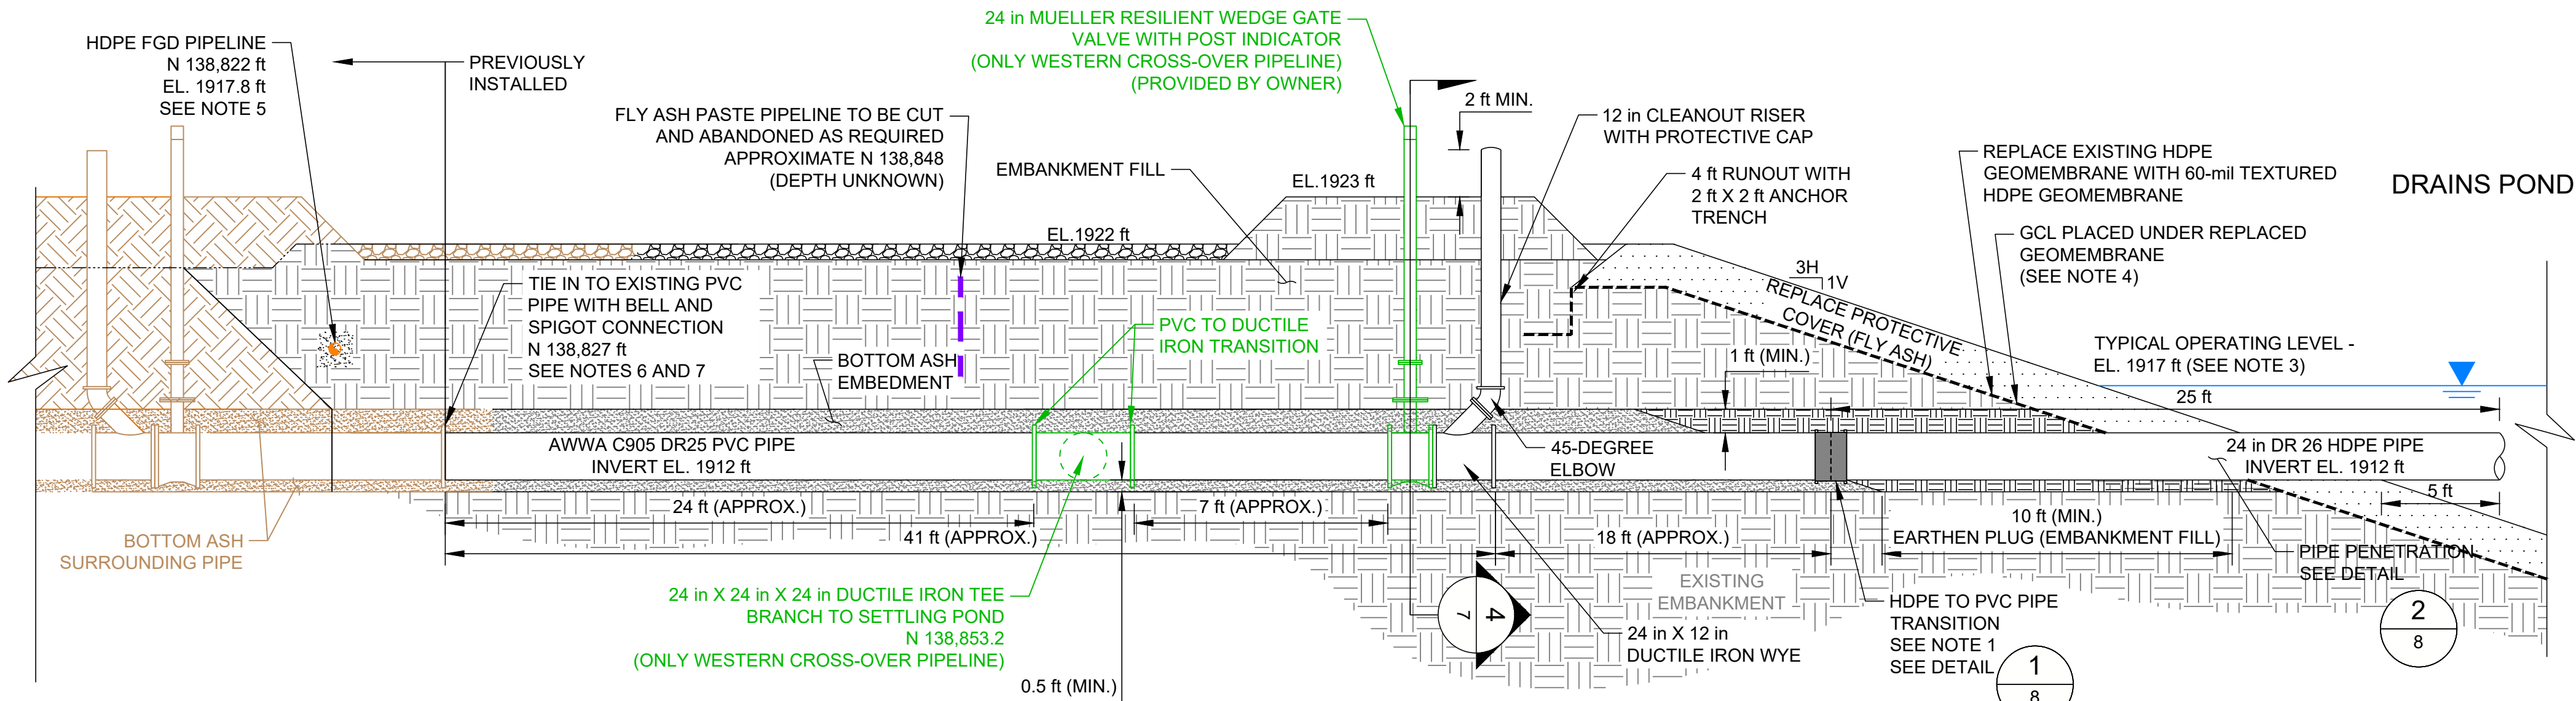 HDPE FGD PIPELINE
N 138,822 ft
EL. 1917.8 ft
SEE NOTE 5
PREVIOUSLY
INSTALLED
FLY ASH PASTE PIPELINE TO BE CUT
AND ABANDONED AS REQUIRED
APPROXIMATE N 138,848
(DEPTH UNKNOWN)
24 in MUELLER RESILIENT WEDGE GATE
VALVE WITH POST INDICATOR
(ONLY WESTERN CROSS-OVER PIPELINE)
(PROVIDED BY OWNER)
EMBANKMENT FILL
2 ft MIN.
12 in CLEANOUT RISER
WITH PROTECTIVE CAP
4 ft RUNOUT WITH
2 ft X 2 ft ANCHOR
TRENCH
REPLACE EXISTING HDPE
GEOMEMBRANE WITH 60-mil TEXTURED
HDPE GEOMEMBRANE
DRAINS POND
GCL PLACED UNDER REPLACED
GEOMEMBRANE
(SEE NOTE 4)
EL.1923 ft
EL.1922 ft
3H
1V
REPLACE PROTECTIVE
COVER (FLY ASH)
TIE IN TO EXISTING PVC
PIPE WITH BELL AND
SPIGOT CONNECTION
N 138,827 ft
SEE NOTES 6 AND 7
BOTTOM ASH
EMBEDMENT
PVC TO DUCTILE
IRON TRANSITION
1 ft (MIN.)
TYPICAL OPERATING LEVEL -
EL. 1917 ft (SEE NOTE 3)
25 ft
AWWA C905 DR25 PVC PIPE
INVERT EL. 1912 ft
45-DEGREE
ELBOW
24 in DR 26 HDPE PIPE
INVERT EL. 1912 ft
5 ft
24 ft (APPROX.)
7 ft (APPROX.)
41 ft (APPROX.)
18 ft (APPROX.)
10 ft (MIN.)
EARTHEN PLUG (EMBANKMENT FILL)
BOTTOM ASH
SURROUNDING PIPE
PIPE PENETRATION
SEE DETAIL
2
8
24 in X 24 in X 24 in DUCTILE IRON TEE
BRANCH TO SETTLING POND
N 138,853.2
(ONLY WESTERN CROSS-OVER PIPELINE)
EXISTING
EMBANKMENT
4
7
24 in X 12 in
DUCTILE IRON WYE
HDPE TO PVC PIPE
TRANSITION
SEE NOTE 1
SEE DETAIL
1
8
0.5 ft (MIN.)